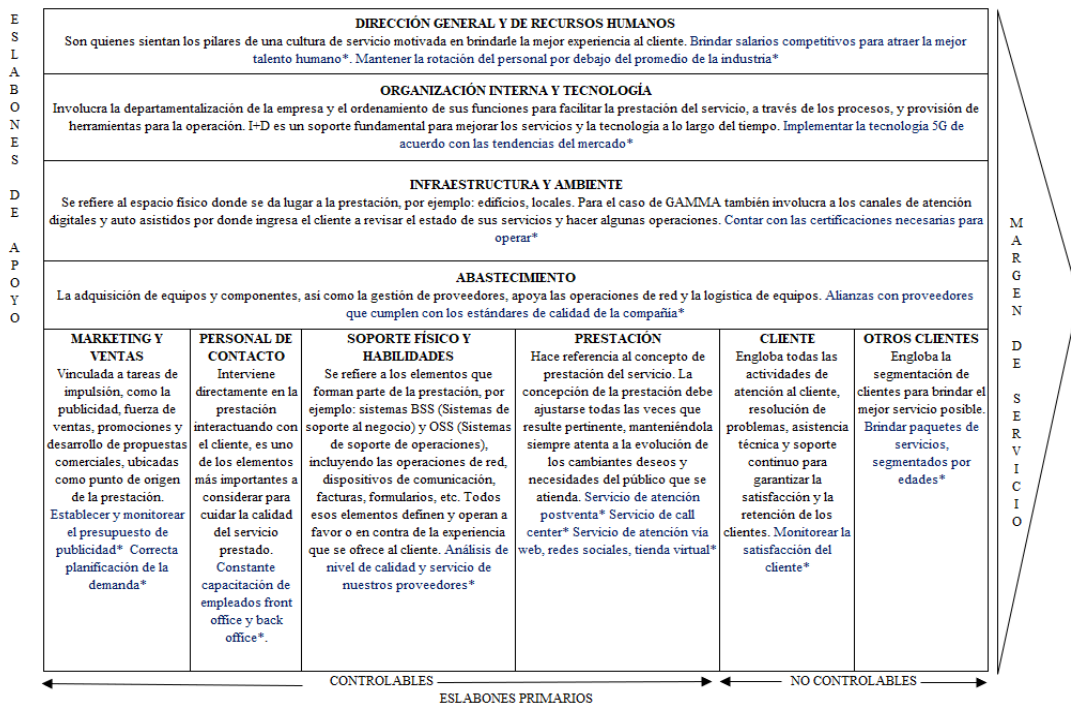 ESLABONES DE APOYO
DIRECCIÓN GENERAL Y DE RECURSOS HUMANOS
Son quienes sientan los pilares de una cultura de servicio motivada en brindarle la mejor experiencia al cliente. Brindar salarios competitivos para atraer la mejor
talento humano*. Mantener la rotación del personal por debajo del promedio de la industria*
ORGANIZACIÓN INTERNA Y TECNOLOGÍA
Involucra la departamentalización de la empresa y el ordenamiento de sus funciones para facilitar la prestación del servicio, a través de los procesos, y provisión de
herramientas para la operación. I+D es un soporte fundamental para mejorar los servicios y la tecnología a lo largo del tiempo. Implementar la tecnología 5G de
acuerdo con las tendencias del mercado*
INFRAESTRUCTURA Y AMBIENTE
Se refiere al espacio físico donde se da lugar a la prestación, por ejemplo: edificios, locales. Para el caso de GAMMA también involucra a los canales de atención
digitales y auto asistidos por donde ingresa el cliente a revisar el estado de sus servicios y hacer algunas operaciones. Contar con las certificaciones necesarias para
operar*
ABASTECIMIENTO
La adquisición de equipos y componentes, así como la gestión de proveedores, apoya las operaciones de red y la logística de equipos. Alianzas con proveedores
que cumplen con los estándares de calidad de la compañía*
MARKETING Y
VENTAS
Vinculada a tareas de
impulsión, como la
publicidad, fuerza de
ventas, promociones y
desarrollo de propuestas
comerciales, ubicadas
como punto de origen
de la prestación.
Establecer y monitorear
el presupuesto de
publicidad* Correcta
planificación de la
demanda*
PERSONAL DE
CONTACTO
Interviene
directamente en la
prestación
interactuando con
el cliente, es uno
de los elementos
más importantes a
considerar para
cuidar la calidad
del servicio
prestado.
Constante
capacitación de
empleados front
office y back
office*.
SOPORTE FÍSICO Y
HABILIDADES
Se refiere a los elementos que
forman parte de la prestación, por
ejemplo: sistemas BSS (Sistemas de
soporte al negocio) y OSS (Sistemas
de soporte de operaciones),
incluyendo las operaciones de red,
dispositivos de comunicación,
facturas, formularios, etc. Todos
esos elementos definen y operan a
favor o en contra de la experiencia
que se ofrece al cliente. Análisis de
nivel de calidad y servicio de
nuestros proveedores*
PRESTACIÓN
Hace referencia al concepto de
prestación del servicio. La
concepción de la prestación debe
ajustarse todas las veces que
resulte pertinente, manteniéndola
siempre atenta a la evolución de
los cambiantes deseos y
necesidades del público que se
atienda. Servicio de atención
postventa* Servicio de call
center* Servicio de atención vía
web, redes sociales, tienda virtual*
CLIENTE
Engloba todas las
actividades de
atención al cliente,
resolución de
problemas, asistencia
técnica y soporte
continuo para
garantizar la
satisfacción y la
retención de los
clientes. Monitorear la
satisfacción del
cliente*
OTROS CLIENTES
Engloba la
segmentación de
clientes para brindar el
mejor servicio posible.
Brindar paquetes de
servicios,
segmentados por
edades*
MARGEN DE SERVICIO
CONTROLABLES
NO CONTROLABLES
ESLABONES PRIMARIOS